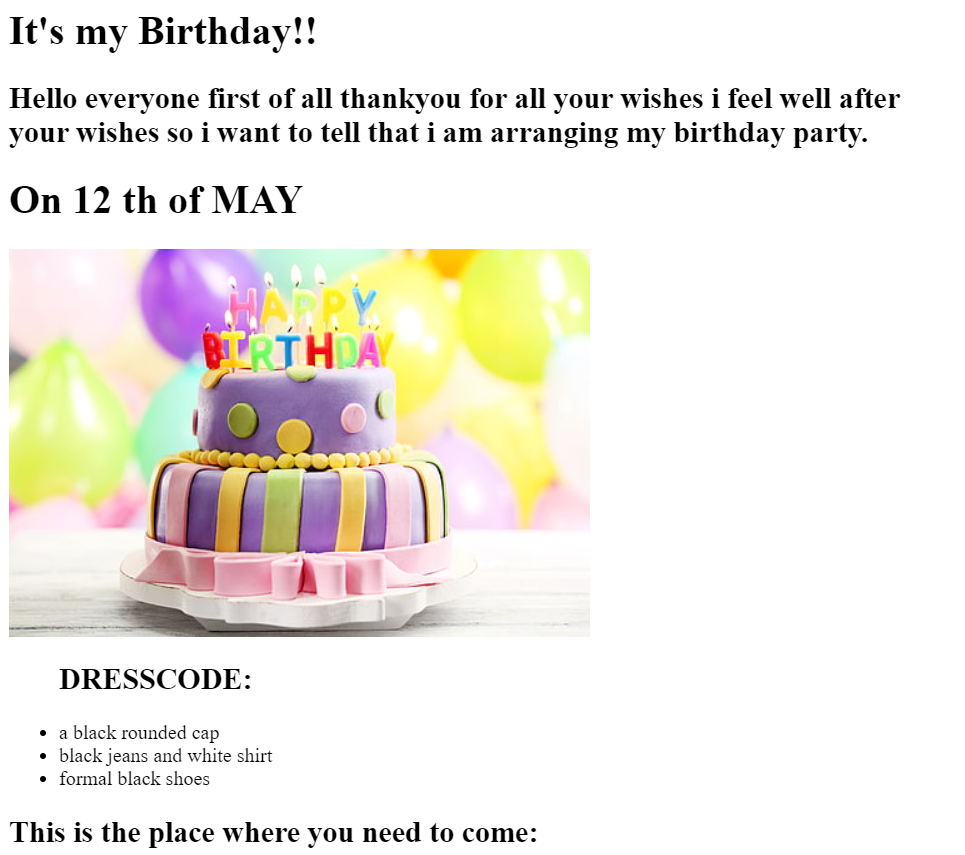 It's my Birthday!!
Hello everyone first of all thankyou for all your wishes i feel well after
your wishes so i want to tell that i am arranging my birthday party.
On 12 th of MAY
HAPPY
BIRTHDAY
DRESSCODE:
a black rounded cap
black jeans and white shirt
formal black shoes
This is the place where you need to come: